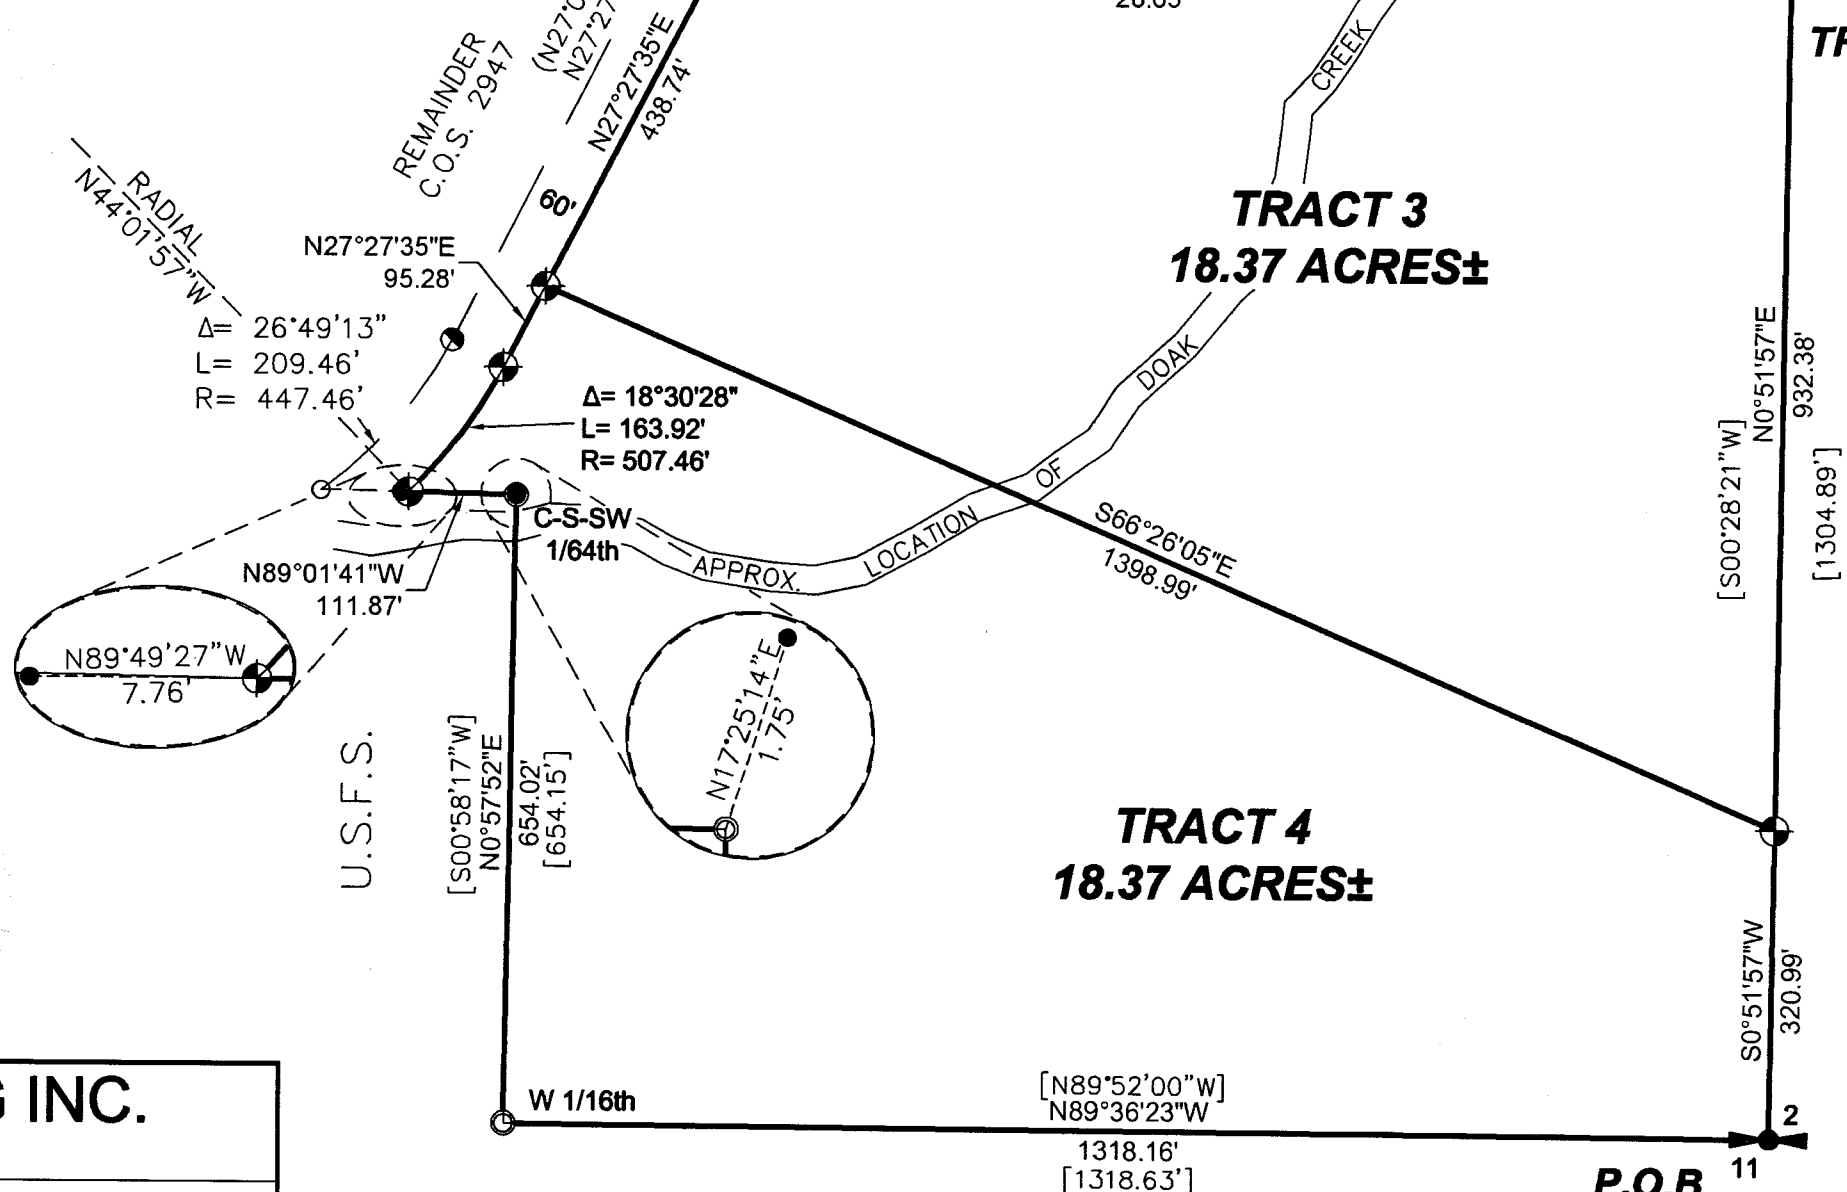 REMAINDER
C.O.S. 2947
N27°27'35"E
438.74'
CREEK
60'
RADIAL
N44°01'57"W
N27°27'35"E
95.28'
Δ= 26°49'13"
L= 209.46'
R= 447.46'
Δ= 18°30'28"
L= 163.92'
R= 507.46'
TRACT 3
18.37 ACRES±
DOAK
OF
LOCATION
APPROX.
C-S-SW
1/64th
N89°01'41"W
111.87'
S66°26'05"E
1398.99'
[S00°28'21"W]
N0°51'57"E
932.38'
[1304.89']
N89°49'27"W
7.76'
N17°25'14"E
1.75'
U.S.F.S.
[S00°58'17"W]
N0°57'52"E
654.02'
[654.15']
TRACT 4
18.37 ACRES±
S0°51'57"W
320.99'
INC.
W 1/16th
[N89°52'00"W]
N89°36'23"W
1318.16'
[1318.63']
2
11
P.O.B